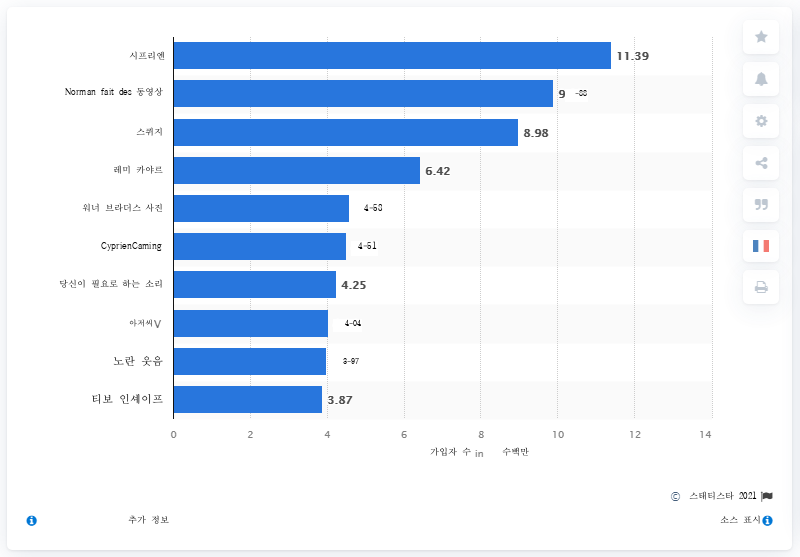 시프리엔 11.39
Norman fait des 동영상 9 -88
스퀴지 8.98
레미 카야르 6.42
워너 브라더스 사진 4-58
CyprienGaming 4-51
당신이 필요로 하는 소리 4.25
아저씨V 4-04
노란 웃음 3-97
티보 인셰이프 3.87
0 2 4 6 8 10 12 14
가입자 수 in 수백만
© 스태티스타 2021
추가 정보 소스 표시